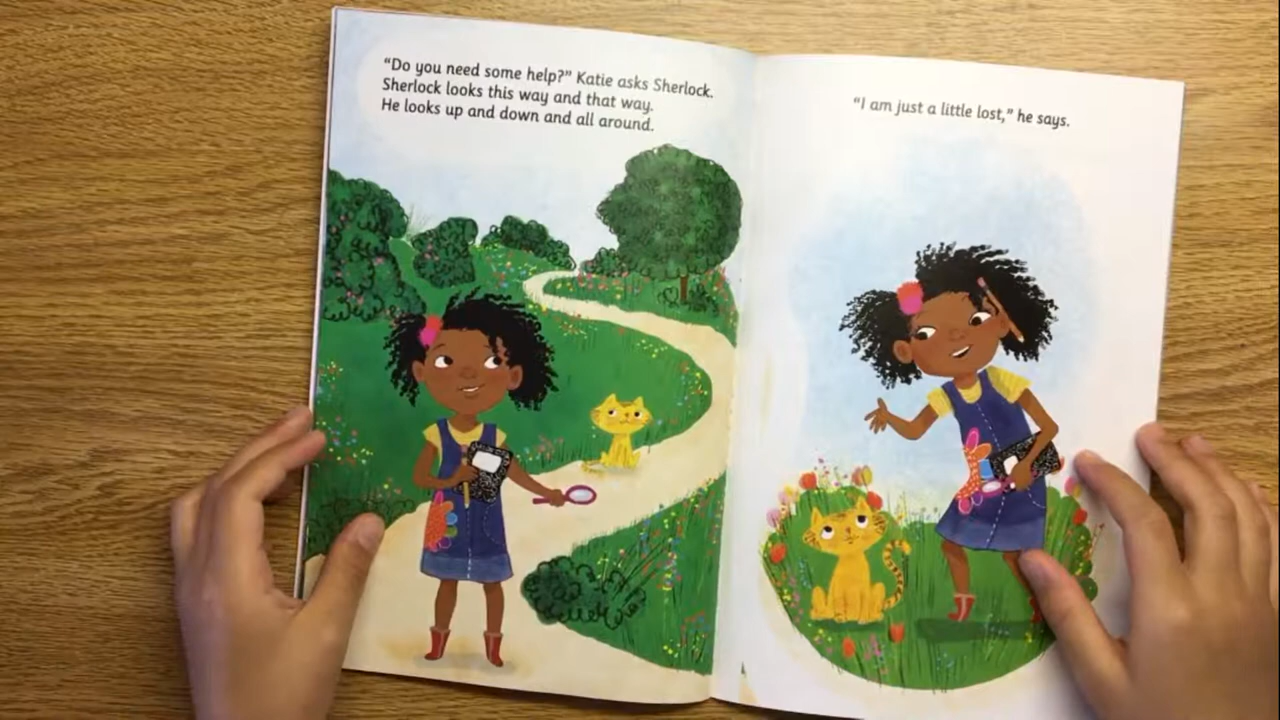 “Do you need some help?” Katie asks Sherlock.
Sherlock looks this way and that way.
He looks up and down and all around.
“I am just a little lost,” he says.